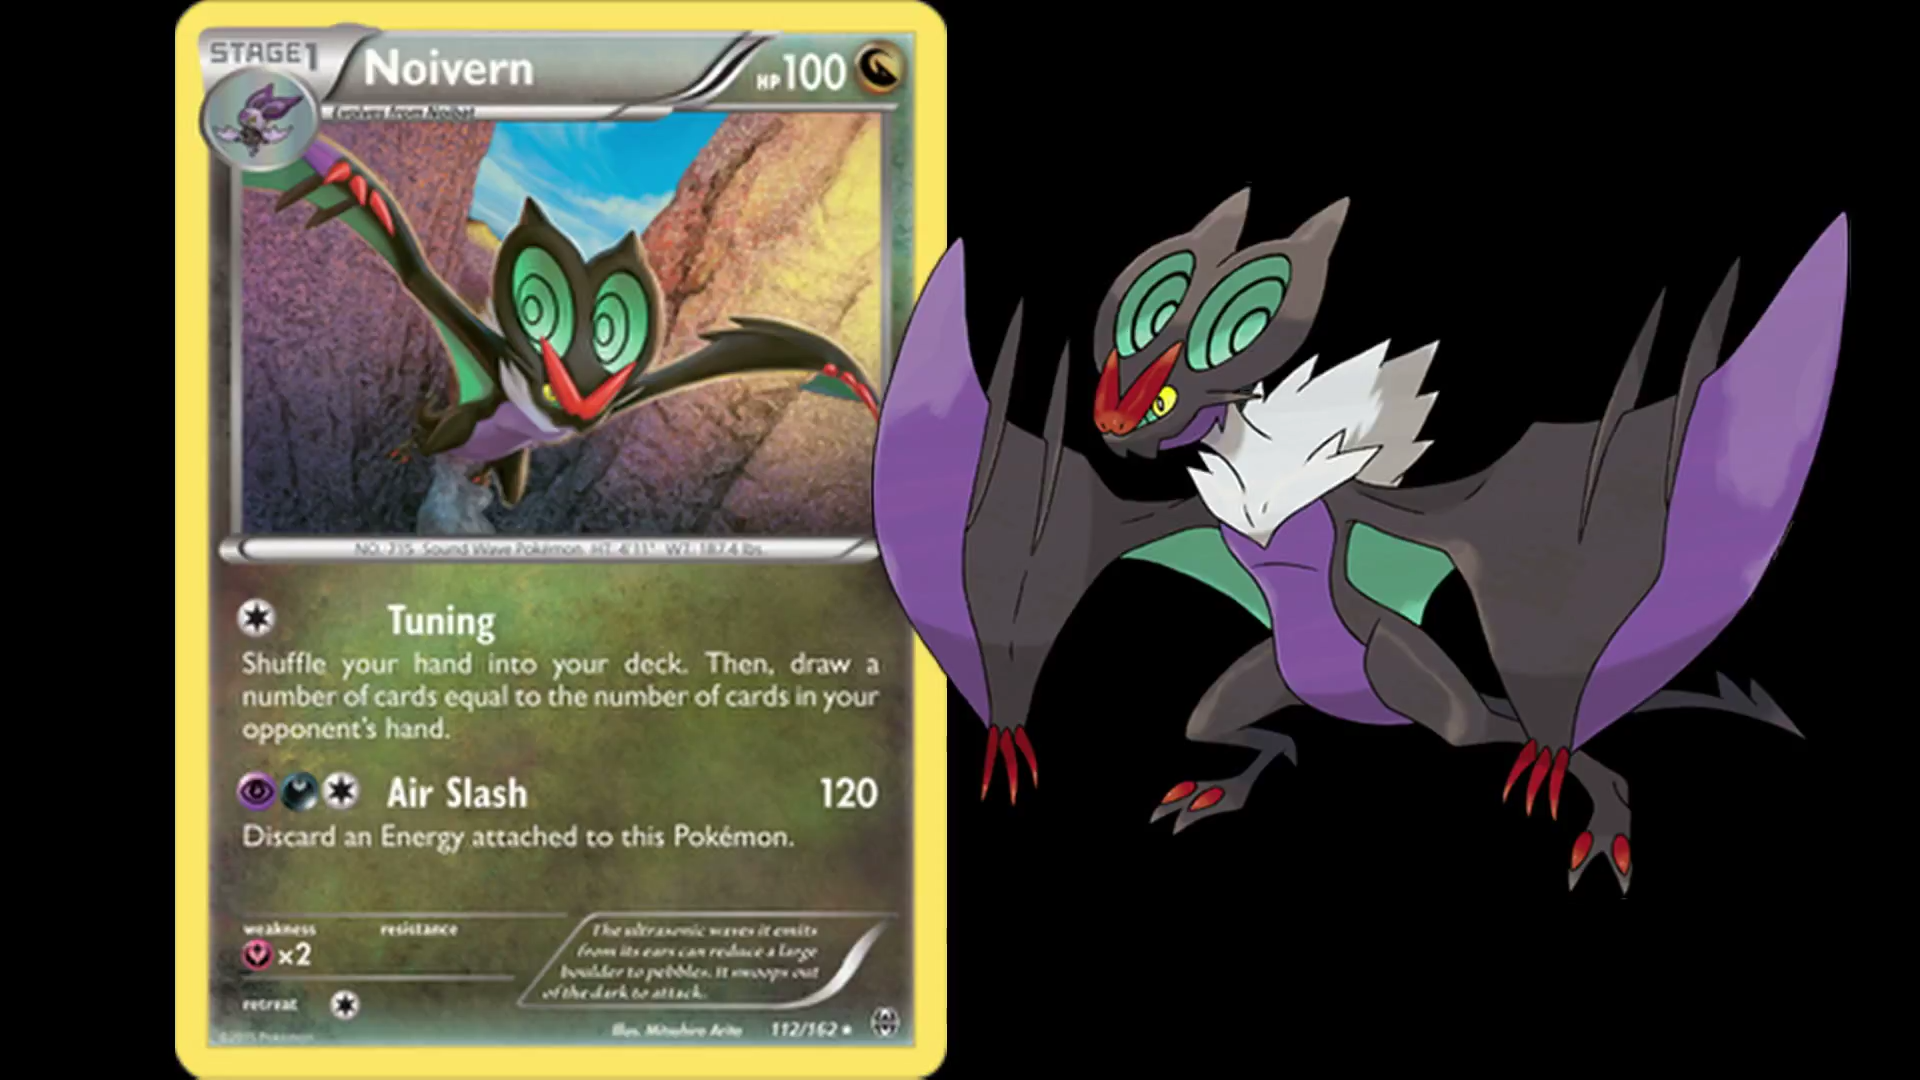 STAGE1
Noivern
HP100
Evolves from Noibat
NO. 715 Sound Wave Pokémon HT: 4'11" WT: 187.4 lbs.
Tuning
Shuffle your hand into your deck. Then, draw a
number of cards equal to the number of cards in your
opponent's hand.
Air Slash 120
Discard an Energy attached to this Pokémon.
weakness resistance
×2
The ultrasonic waves it emits
from its ears can reduce a large
boulder to pebbles. It swoops out
of the dark to attack.
retreat
©2015 Pokémon
Illus. Mitsuhiro Arita 112/162 ★